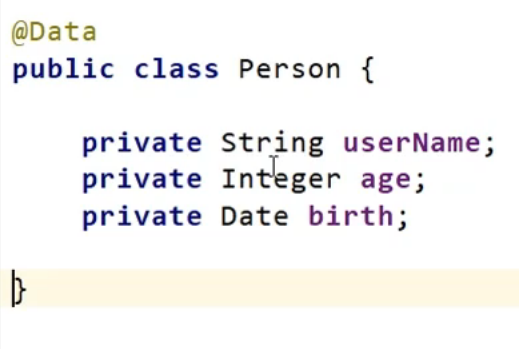 @Data
public class Person {
private String userName;
private Integer age;
private Date birth;
}